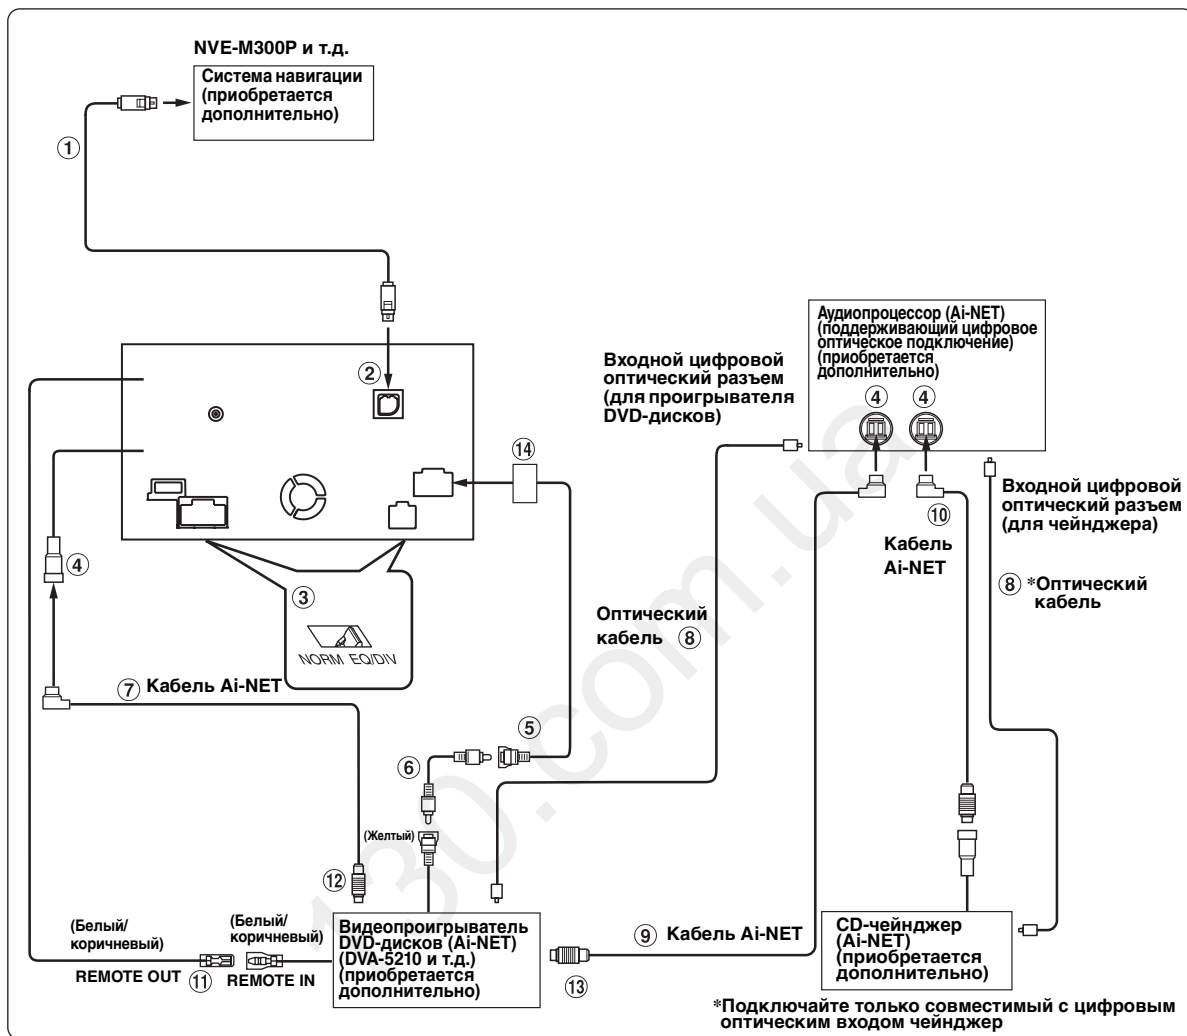 NVE-M300P и т.д.
Система навигации
(приобретается
дополнительно)
①
②
Аудиопроцессор (Ai-NET)
(поддерживающий цифровое
оптическое подключение)
(приобретается
дополнительно)
④ ④
Входной цифровой
оптический разъем
(для проигрывателя
DVD-дисков)
⑭
Входной цифровой
оптический разъем
(для чейнджера)
⑩
Кабель
Ai-NET
④
③
NORM EQ/DIV
⑧ *Оптический
кабель
Оптический
кабель ⑧
⑦ Кабель Ai-NET
⑤
⑥
(Желтый)
⑫
(Белый/
коричневый)
REMOTE OUT
⑪
(Белый/
коричневый)
REMOTE IN
Видеопроигрыватель
DVD-дисков (Ai-NET)
(DVA-5210 и т.д.)
(приобретается
дополнительно)
⑨ Кабель Ai-NET
⑬
CD-чейнджер
(Ai-NET)
(приобретается
дополнительно)
*Подключайте только совместимый с цифровым
оптическим входом чейнджер
130.com.ua